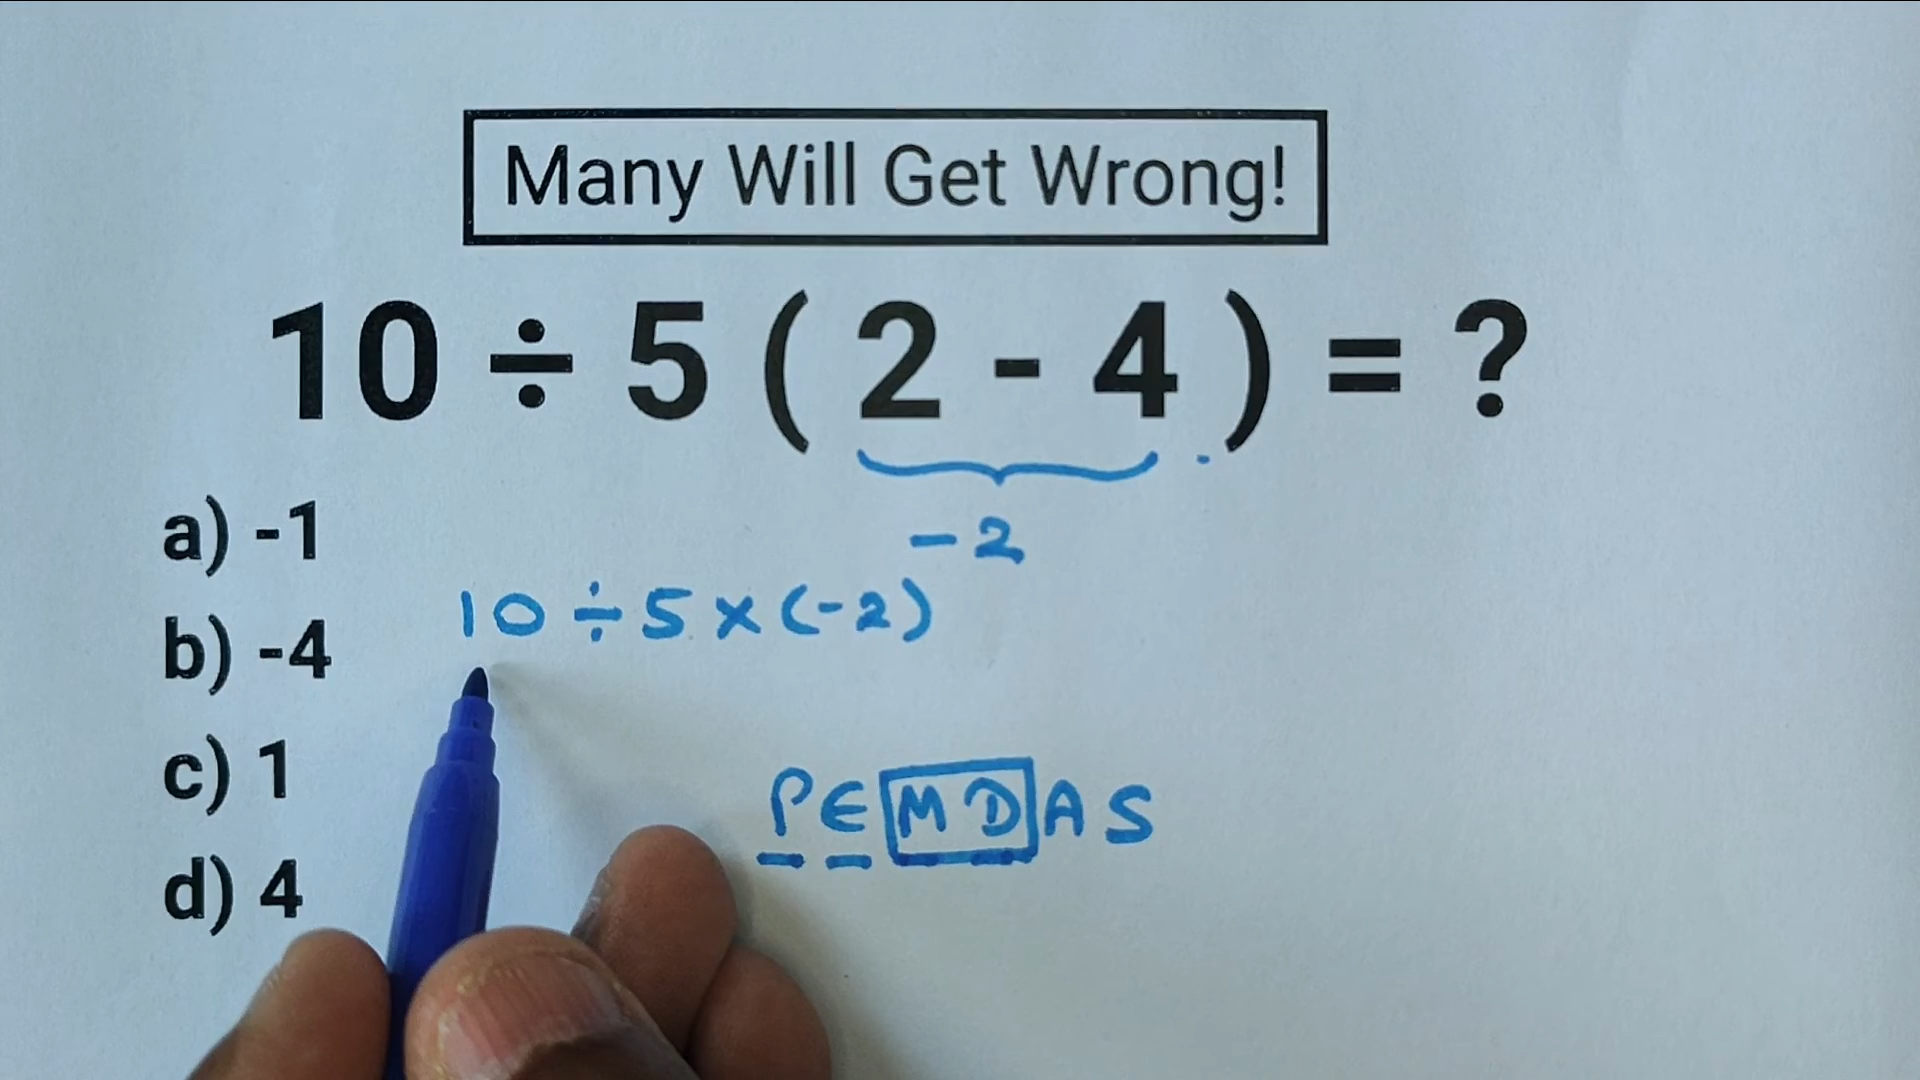 Many Will Get Wrong!
10 ÷ 5 ( 2 - 4 ) = ?
-2
a) -1
10 ÷ 5 × (-2)
b) -4
c) 1
PEMDAS
d) 4